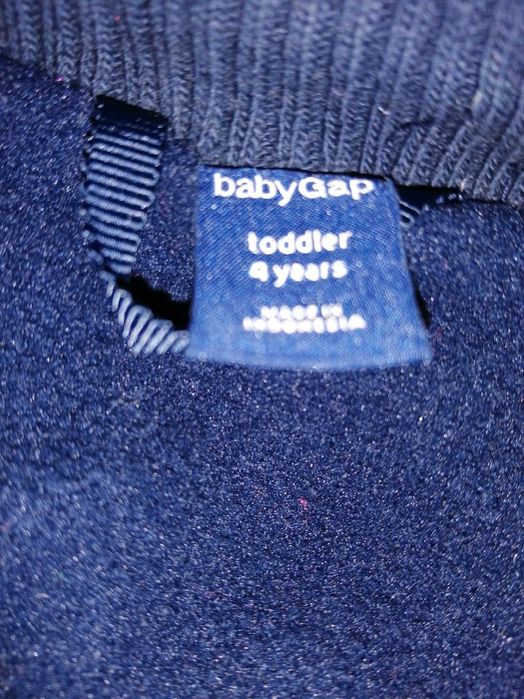 babyGap
toddler
4 years
MADE IN
INDONESIA